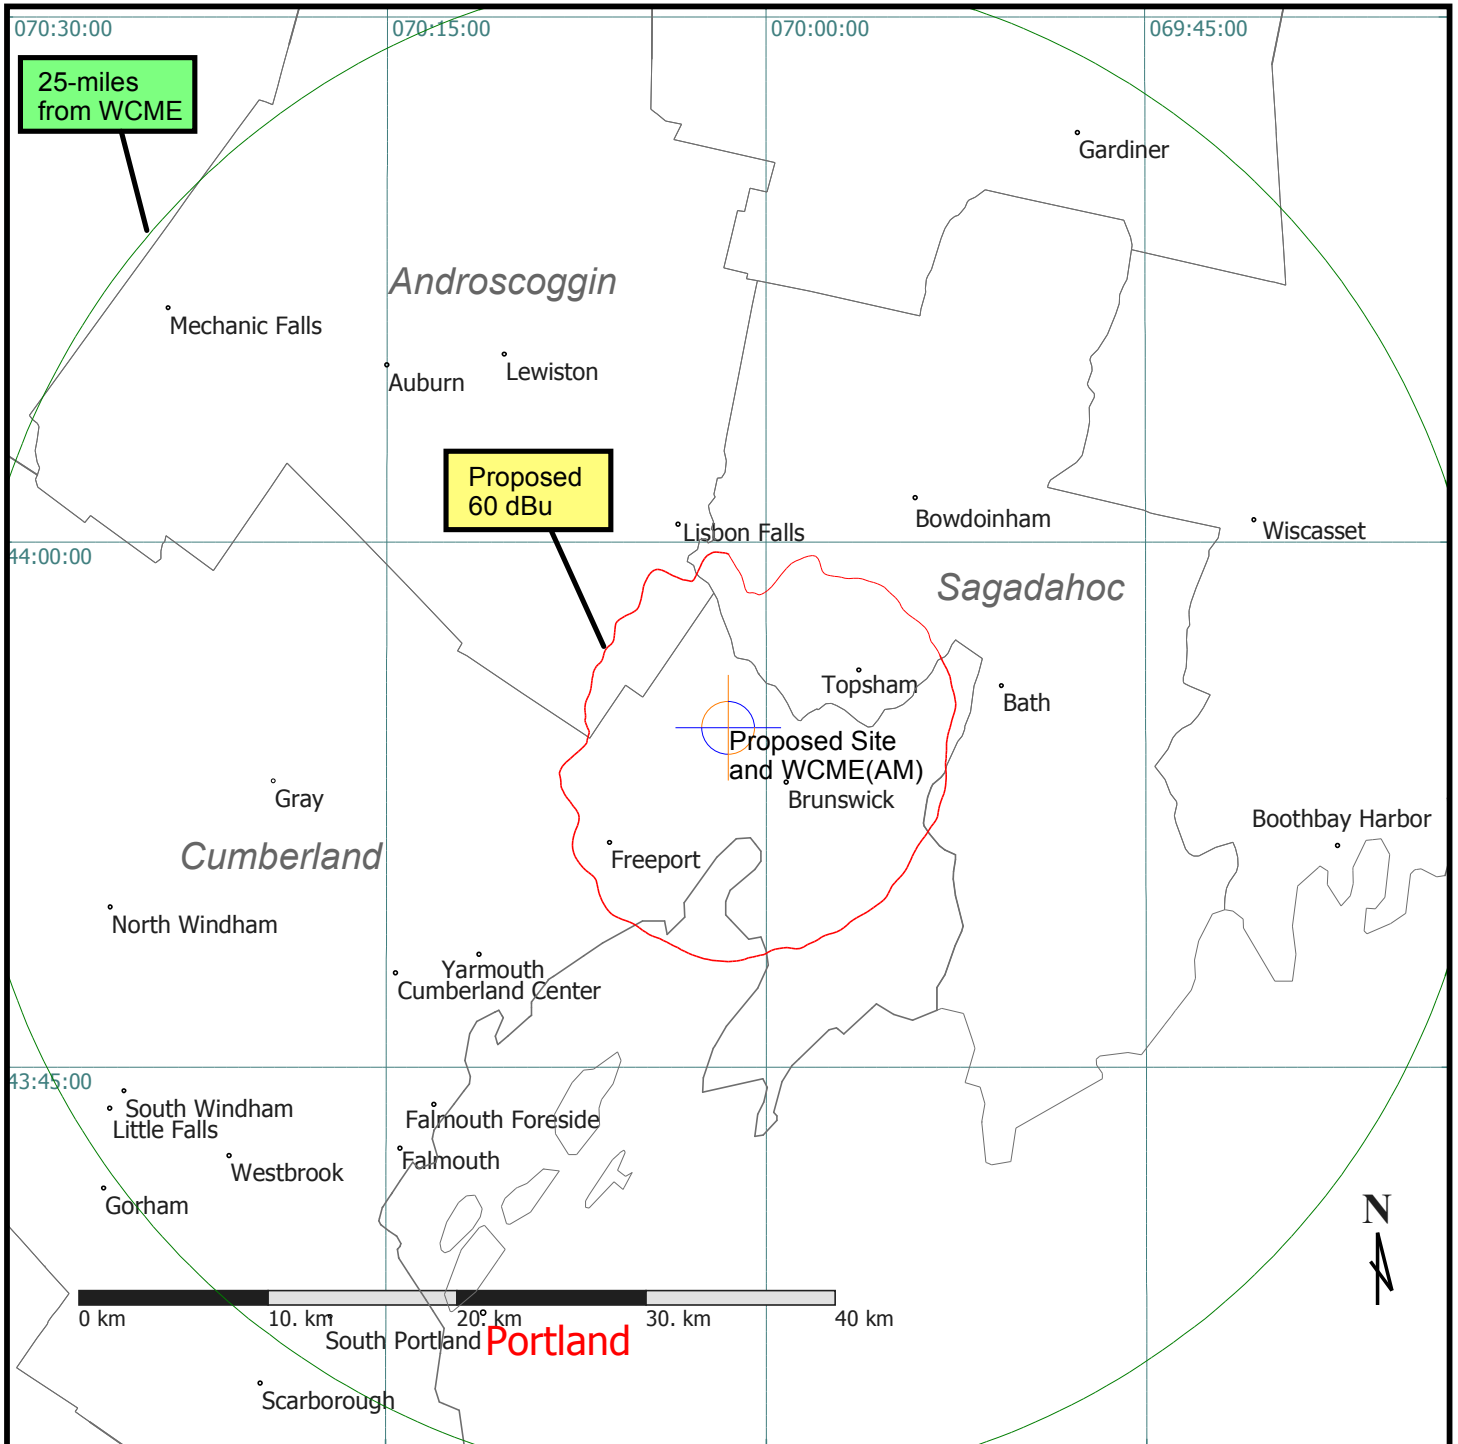 070:30:00
070:15:00
070:00:00
069:45:00
25-miles
from WCME
Gardiner
Androscoggin
Mechanic Falls
Auburn
Lewiston
Proposed
60 dBu
Bowdoinham
Lisbon Falls
Wiscasset
44:00:00
Sagadahoc
Topsham
Bath
Proposed Site
and WCME(AM)
Brunswick
Gray
Boothbay Harbor
Cumberland
Freeport
North Windham
Yarmouth
Cumberland Center
43:45:00
South Windham
Little Falls
Falmouth Foreside
Falmouth
Westbrook
Gorham
N
0 km
10. km
20. km
30. km
40 km
South Portland
Portland
Scarborough